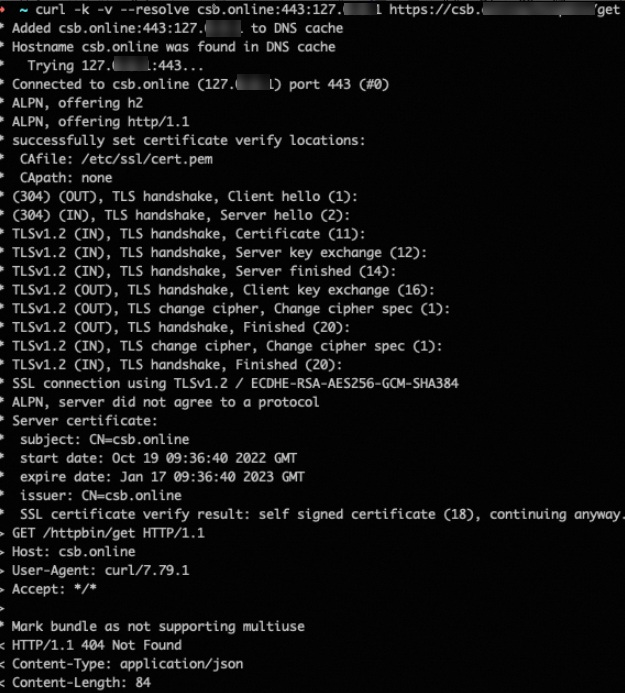 ~ curl -k -v --resolve csb.online:443:127. 1 https://csb. /get
* Added csb.online:443:127. 1 to DNS cache
* Hostname csb.online was found in DNS cache
*   Trying 127. 1:443...
* Connected to csb.online (127. 1) port 443 (#0)
* ALPN, offering h2
* ALPN, offering http/1.1
* successfully set certificate verify locations:
*  CAfile: /etc/ssl/cert.pem
*  CApath: none
* (304) (OUT), TLS handshake, Client hello (1):
* (304) (IN), TLS handshake, Server hello (2):
* TLSv1.2 (IN), TLS handshake, Certificate (11):
* TLSv1.2 (IN), TLS handshake, Server key exchange (12):
* TLSv1.2 (IN), TLS handshake, Server finished (14):
* TLSv1.2 (OUT), TLS handshake, Client key exchange (16):
* TLSv1.2 (OUT), TLS change cipher, Change cipher spec (1):
* TLSv1.2 (OUT), TLS handshake, Finished (20):
* TLSv1.2 (IN), TLS change cipher, Change cipher spec (1):
* TLSv1.2 (IN), TLS handshake, Finished (20):
* SSL connection using TLSv1.2 / ECDHE-RSA-AES256-GCM-SHA384
* ALPN, server did not agree to a protocol
* Server certificate:
*  subject: CN=csb.online
*  start date: Oct 19 09:36:40 2022 GMT
*  expire date: Jan 17 09:36:40 2023 GMT
*  issuer: CN=csb.online
*  SSL certificate verify result: self signed certificate (18), continuing anyway.
> GET /httpbin/get HTTP/1.1
> Host: csb.online
> User-Agent: curl/7.79.1
> Accept: */*
>
* Mark bundle as not supporting multiuse
< HTTP/1.1 404 Not Found
< Content-Type: application/json
< Content-Length: 84